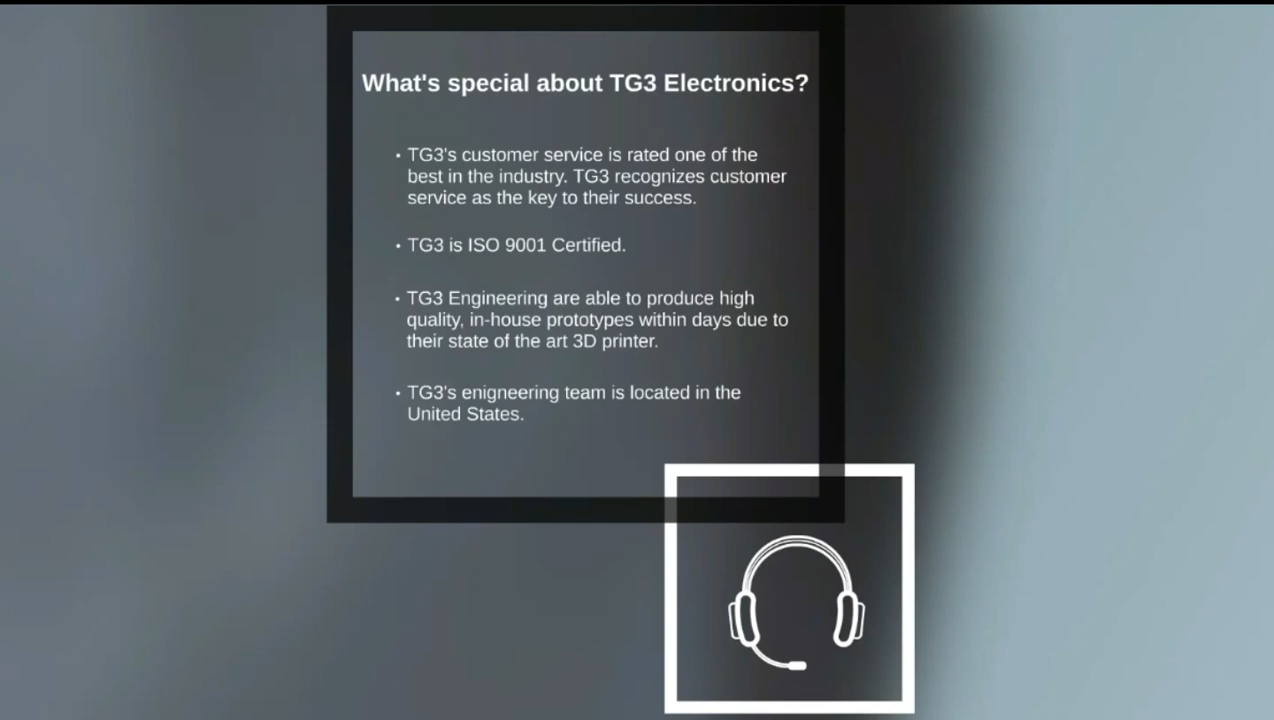 What's special about TG3 Electronics?
• TG3's customer service is rated one of the
best in the industry. TG3 recognizes customer
service as the key to their success.
• TG3 is ISO 9001 Certified.
• TG3 Engineering are able to produce high
quality, in-house prototypes within days due to
their state of the art 3D printer.
• TG3's enigneering team is located in the
United States.